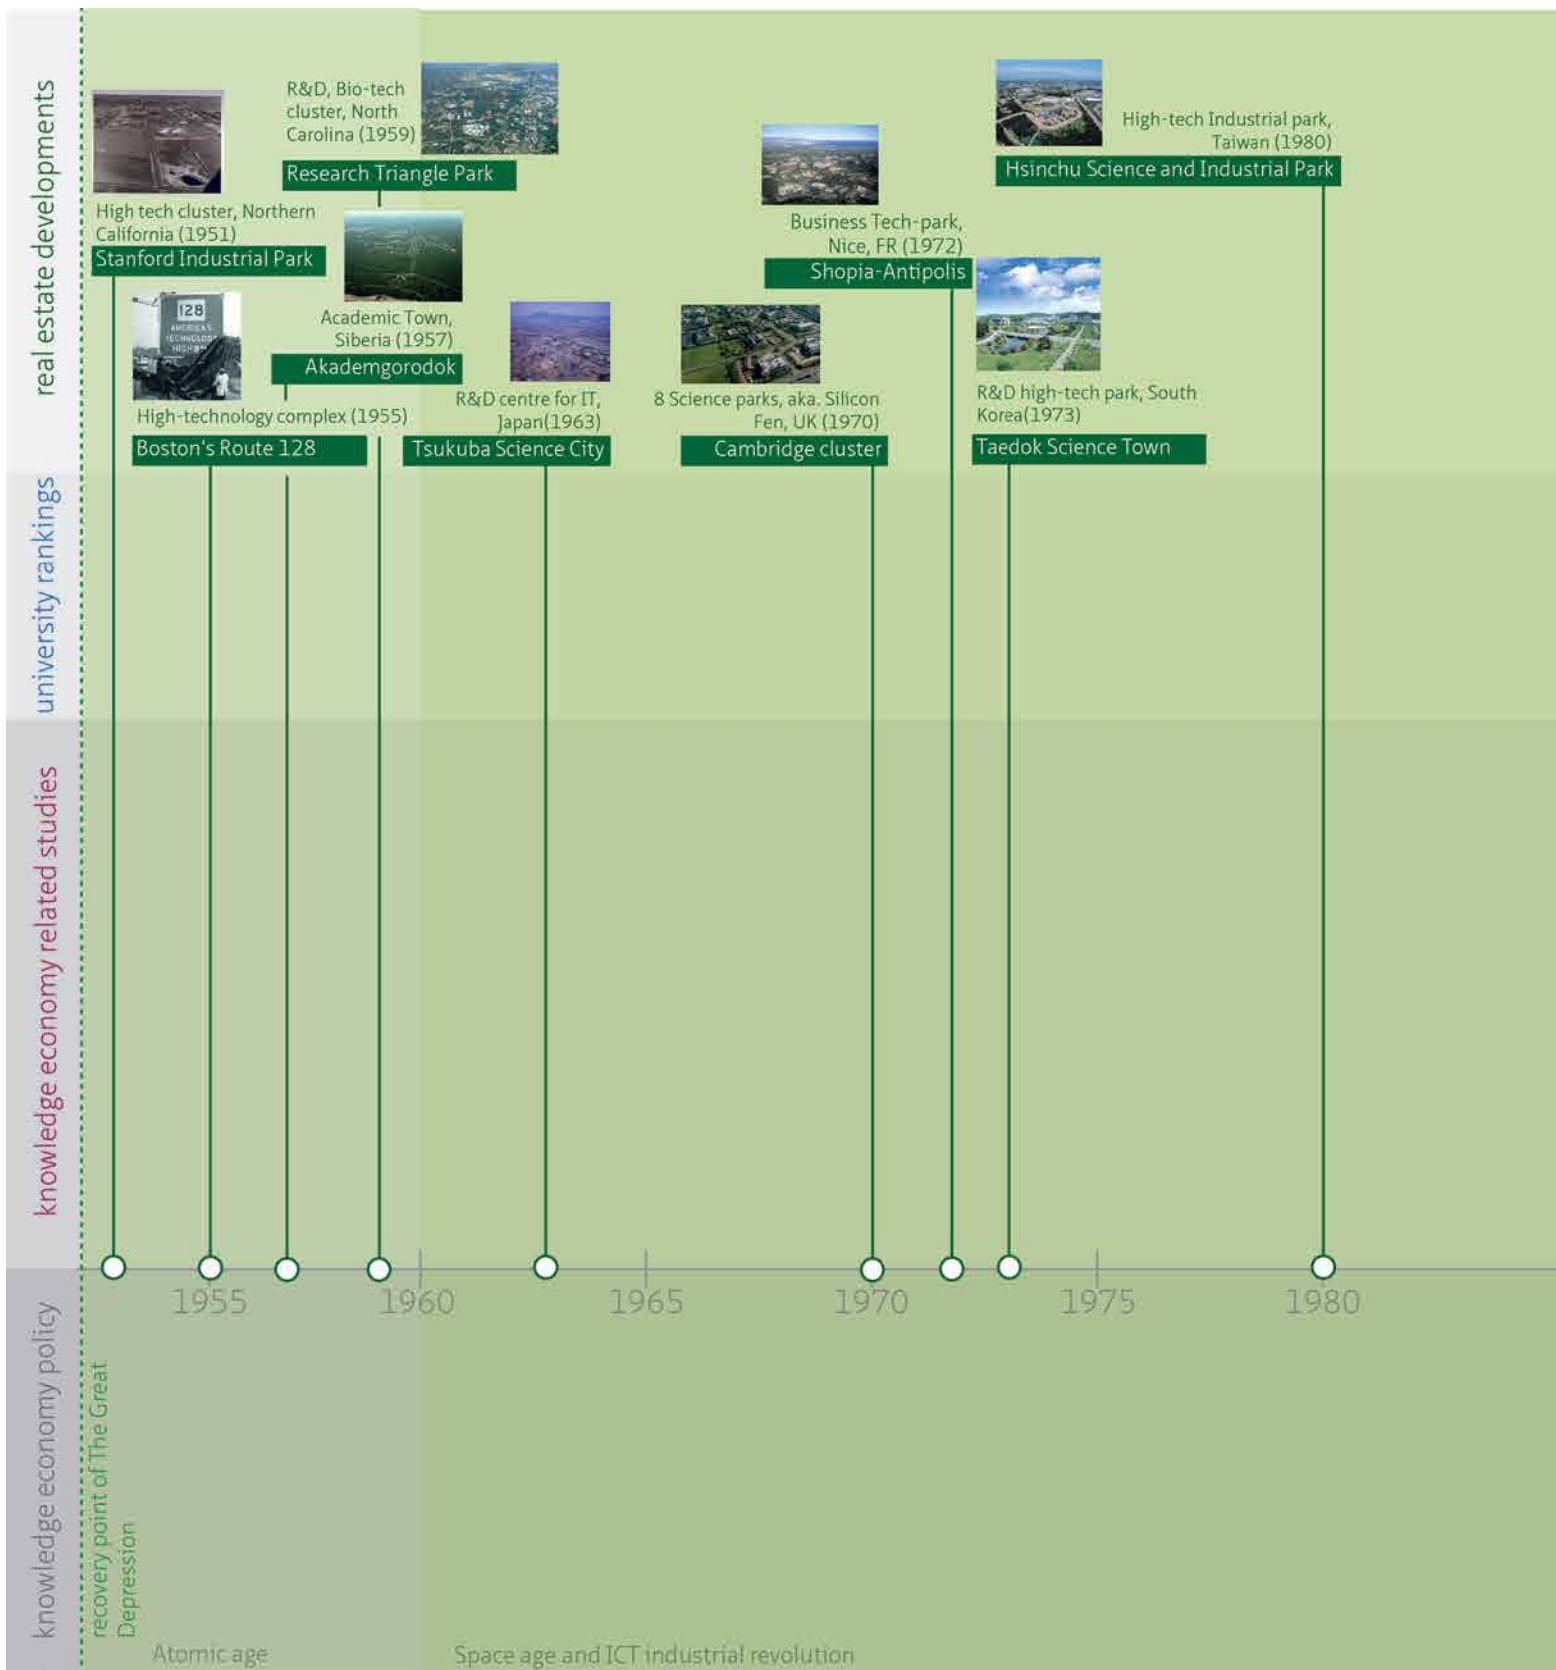 real estate developments
university rankings
knowledge economy related studies
knowledge economy policy
High tech cluster, Northern
California (1951)
Stanford Industrial Park
128
AMERICA'S
TECHNOLOGY
HIGHWAY
High-technology complex (1955)
Boston's Route 128
R&D, Bio-tech
cluster, North
Carolina (1959)
Research Triangle Park
Academic Town,
Siberia (1957)
Akademgorodok
R&D centre for IT,
Japan(1963)
Tsukuba Science City
8 Science parks, aka. Silicon
Fen, UK (1970)
Cambridge cluster
Business Tech-park,
Nice, FR (1972)
Shopia-Antipolis
R&D high-tech park, South
Korea(1973)
Taedok Science Town
High-tech Industrial park,
Taiwan (1980)
Hsinchu Science and Industrial Park
1955
1960
1965
1970
1975
1980
recovery point of The Great
Depression
Atomic age
Space age and ICT industrial revolution